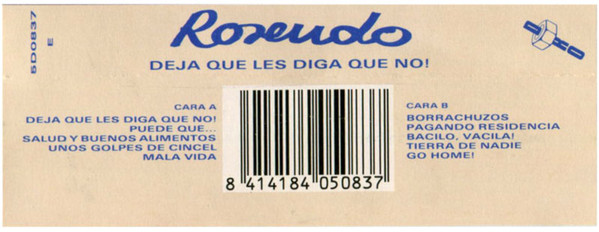 5D0837
E
Rosendo
DRO
DEJA QUE LES DIGA QUE NO!
CARA A
DEJA QUE LES DIGA QUE NO!
PUEDE QUE...
SALUD Y BUENOS ALIMENTOS
UNOS GOLPES DE CINCEL
MALA VIDA
8 414184 050837
CARA B
BORRACHUZOS
PAGANDO RESIDENCIA
BACILO, VACILA!
TIERRA DE NADIE
GO HOME!